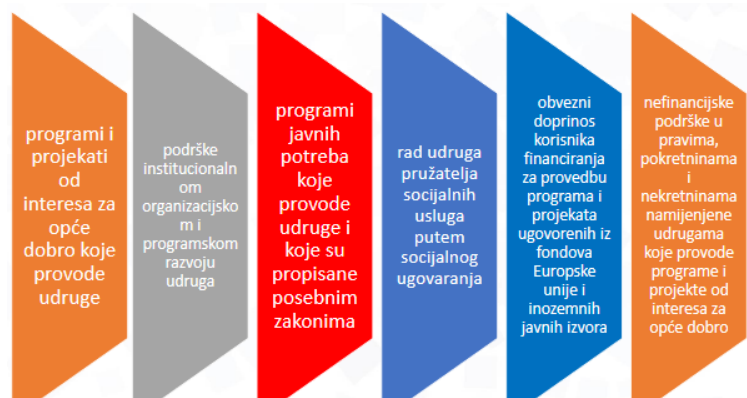 programi i
projekati
od
interesa za
opće
dobro koje
provode
udruge
podrške
institucionaln
om
organizacijsko
m i
programskom
razvoju
udruga
programi
javnih
potreba
koje
provode
udruge i
koje su
propisane
posebnim
zakonima
rad udruga
pružatelja
socijalnih
usluga
putem
socijalnog
ugovaranja
obvezni
doprinos
korisnika
financiranja
za provedbu
programa i
projekata
ugovorenih iz
fondova
Europske
unije i
inozemnih
javnih izvora
nefinancijske
podrške u
pravima,
pokretninama
i
nekretninama
namijenjene
udrugama
koje provode
programe i
projekte od
interesa za
opće dobro